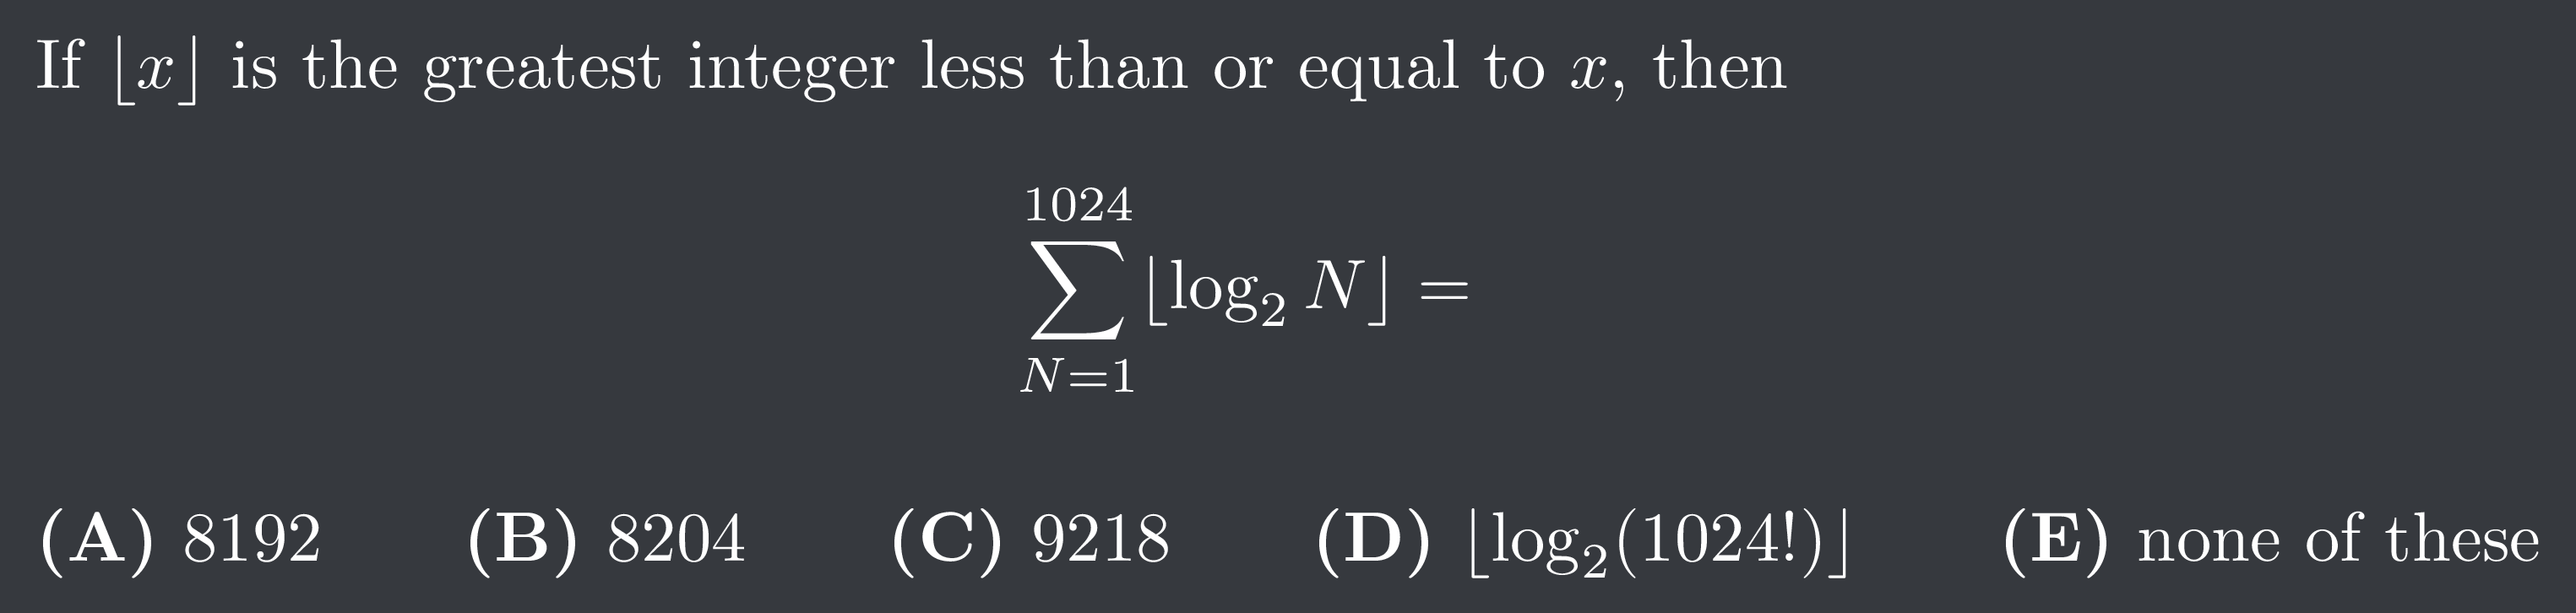 If ⌊x⌋ is the greatest integer less than or equal to x, then
1024
∑ ⌊log₂ N⌋ =
N=1
(A) 8192 (B) 8204 (C) 9218 (D) ⌊log₂(1024!)⌋ (E) none of these